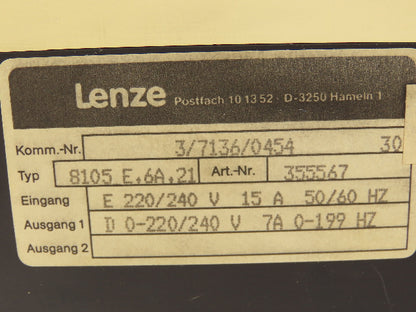 Lenze Postfach 10 13 52 · D-3250 Hameln 1
Komm.-Nr. 3/7136/0454 30
Typ 8105 E.6A.21 Art.-Nr. 355567
Eingang E 220/240 V 15 A 50/60 HZ
Ausgang 1 D 0-220/240 V 7A 0-199 HZ
Ausgang 2